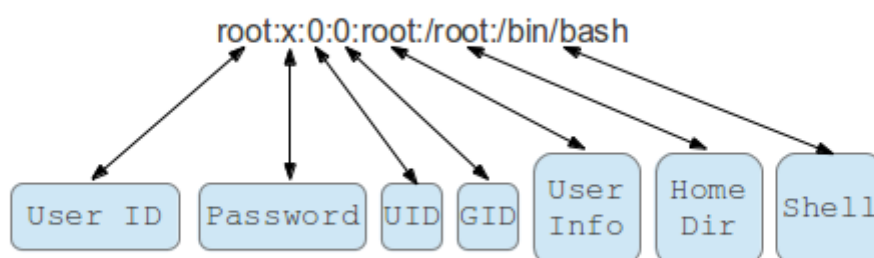 root:x:0:0:root:/root:/bin/bash
User ID
Password
UID
GID
User
Info
Home
Dir
Shell